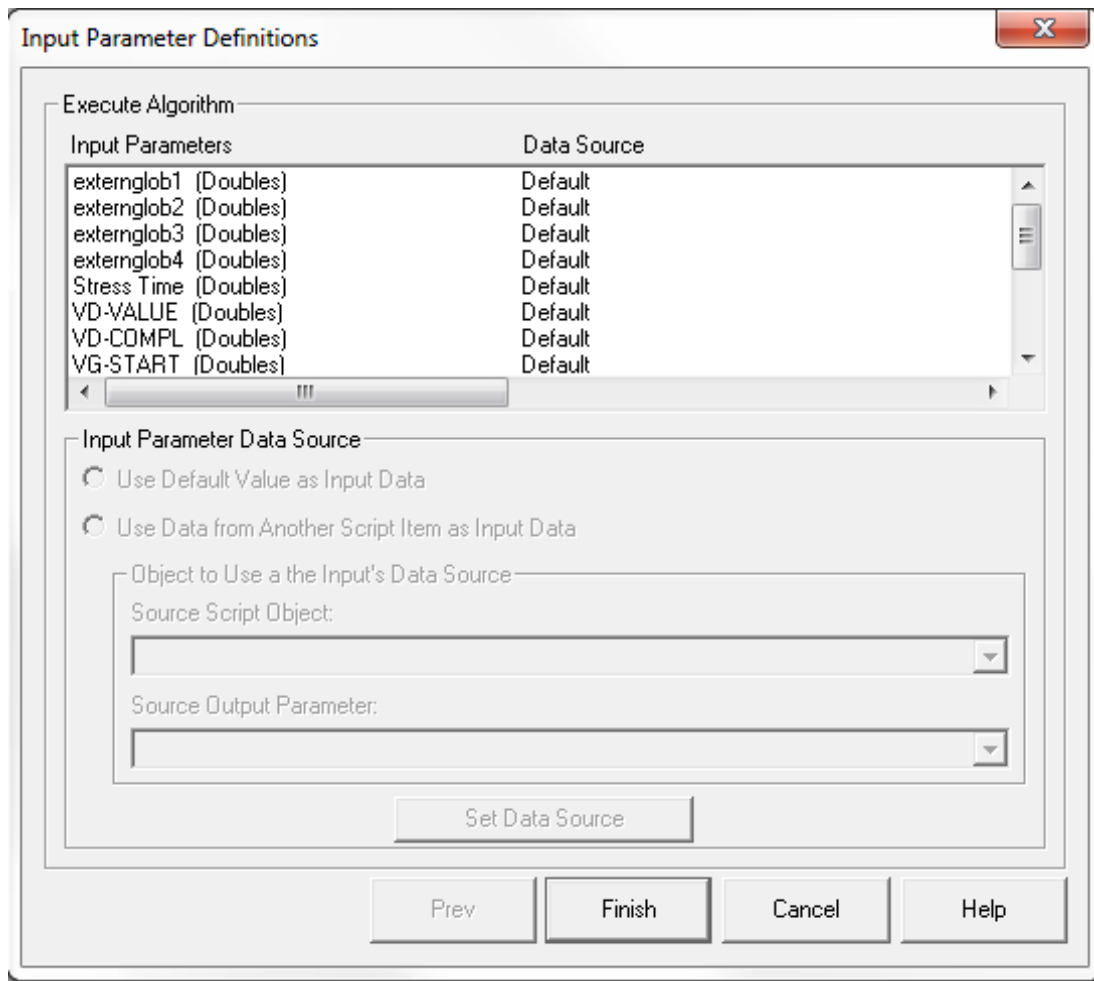 Input Parameter Definitions
Execute Algorithm
Input Parameters Data Source
externglob1 (Doubles) Default
externglob2 (Doubles) Default
externglob3 (Doubles) Default
externglob4 (Doubles) Default
Stress Time (Doubles) Default
VD-VALUE (Doubles) Default
VD-COMPL (Doubles) Default
VG-START (Doubles) Default
Input Parameter Data Source
Use Default Value as Input Data
Use Data from Another Script Item as Input Data
Object to Use a the Input's Data Source
Source Script Object:
Source Output Parameter:
Set Data Source
Prev Finish Cancel Help